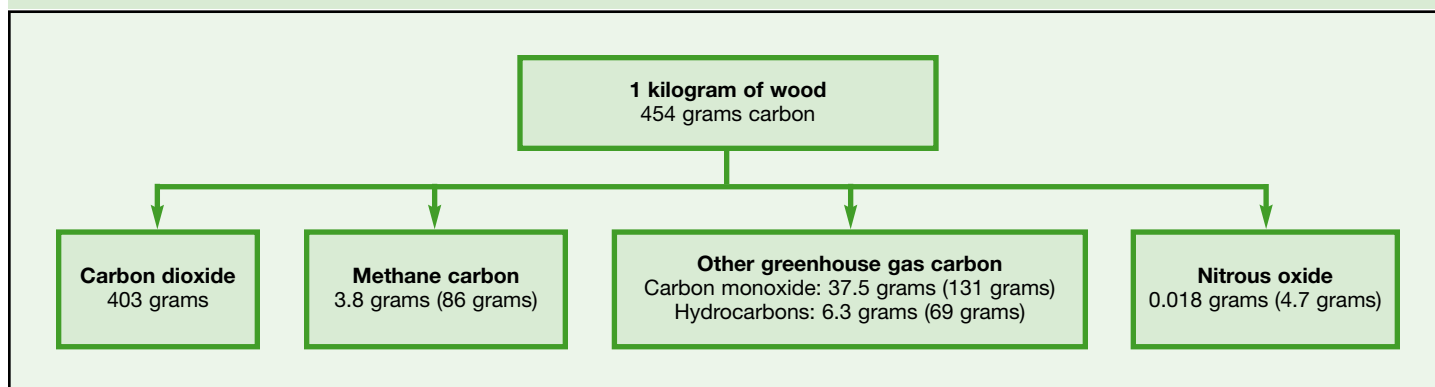 1 kilogram of wood
454 grams carbon
Carbon dioxide
403 grams
Methane carbon
3.8 grams (86 grams)
Other greenhouse gas carbon
Carbon monoxide: 37.5 grams (131 grams)
Hydrocarbons: 6.3 grams (69 grams)
Nitrous oxide
0.018 grams (4.7 grams)